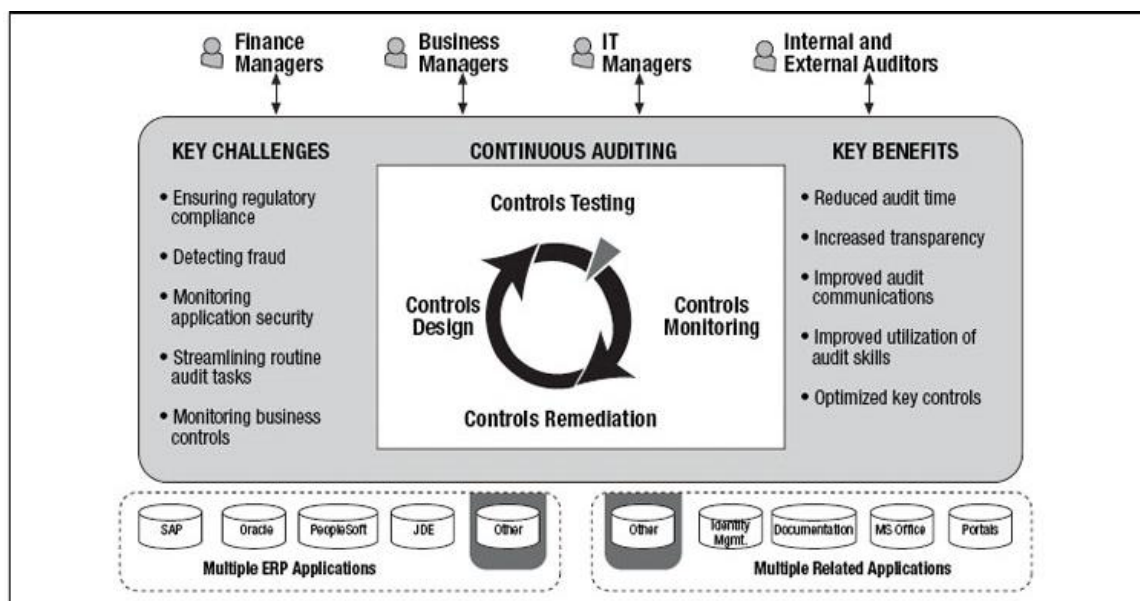 Finance
Managers
Business
Managers
IT
Managers
Internal and
External Auditors
KEY CHALLENGES
• Ensuring regulatory
compliance
• Detecting fraud
• Monitoring
application security
• Streamlining routine
audit tasks
• Monitoring business
controls
CONTINUOUS AUDITING
Controls Testing
Controls
Design
Controls
Monitoring
Controls Remediation
KEY BENEFITS
• Reduced audit time
• Increased transparency
• Improved audit
communications
• Improved utilization of
audit skills
• Optimized key controls
SAP
Oracle
PeopleSoft
JDE
Other
Multiple ERP Applications
Other
Identity
Mgmt.
Documentation
MS Office
Portals
Multiple Related Applications